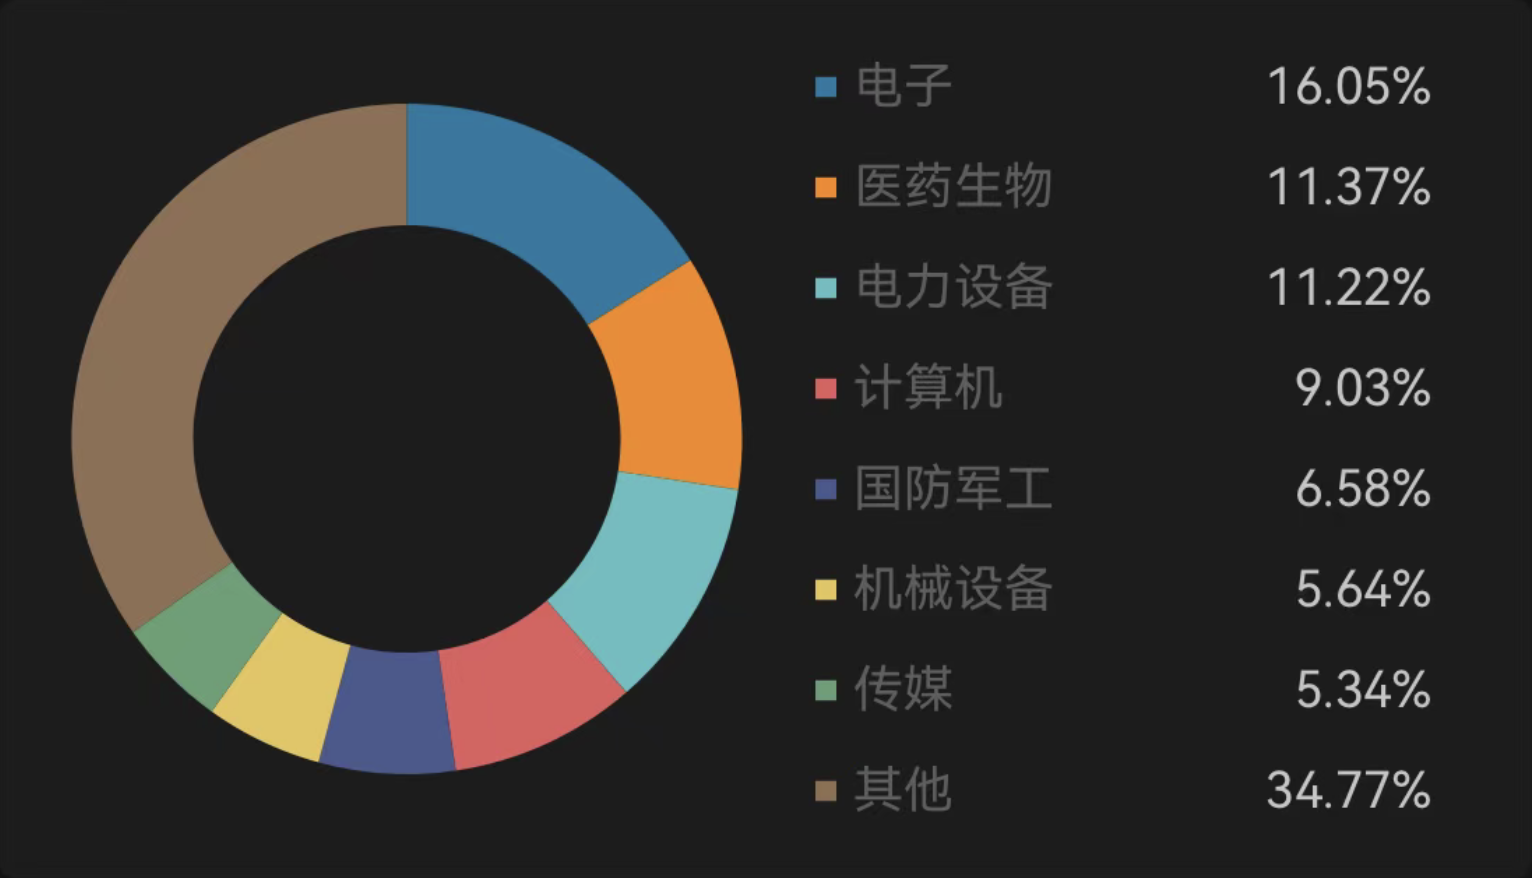 电子 16.05%
医药生物 11.37%
电力设备 11.22%
计算机 9.03%
国防军工 6.58%
机械设备 5.64%
传媒 5.34%
其他 34.77%